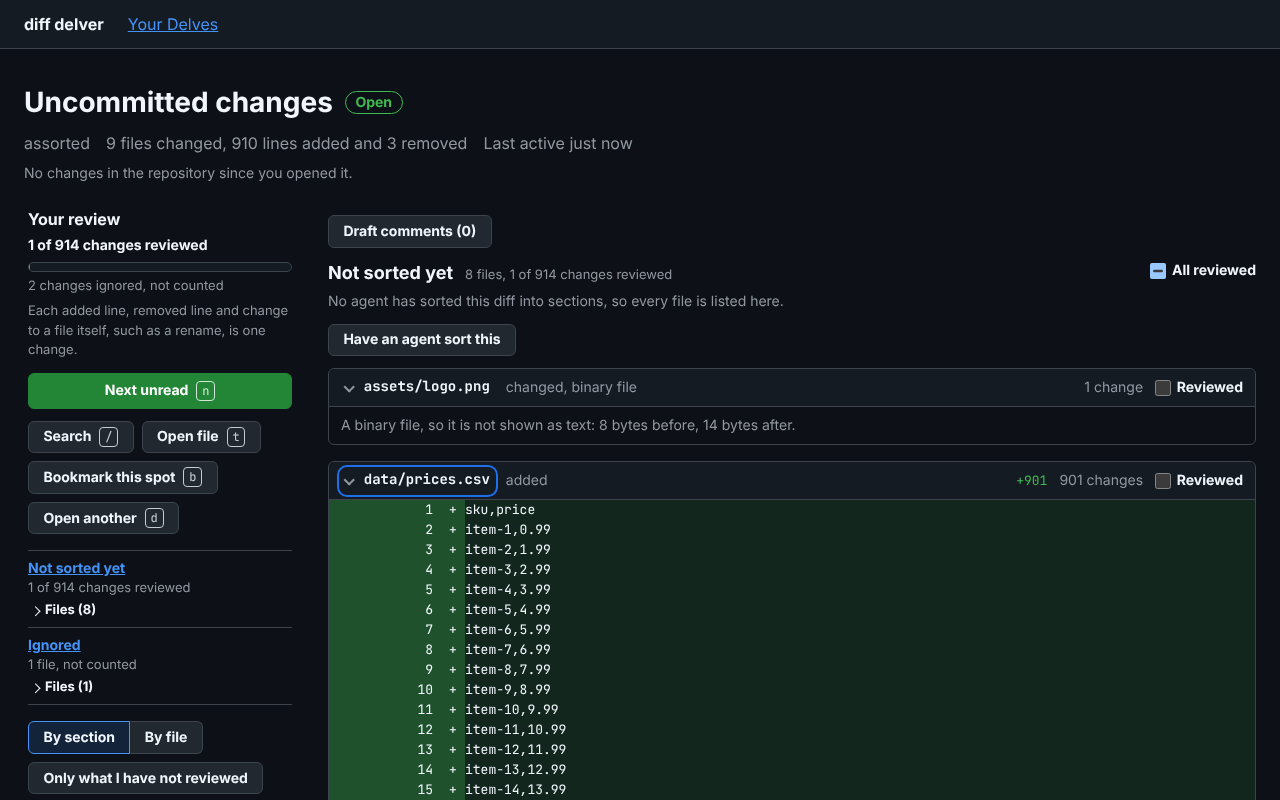 diff delver Your Delves
Uncommitted changes Open
assorted 9 files changed, 910 lines added and 3 removed Last active just now
No changes in the repository since you opened it.
Your review
1 of 914 changes reviewed
2 changes ignored, not counted
Each added line, removed line and change
to a file itself, such as a rename, is one
change.
Next unread n
Search / Open file t
Bookmark this spot b
Open another d
Not sorted yet
1 of 914 changes reviewed
Files (8)
Ignored
1 file, not counted
Files (1)
By section By file
Only what I have not reviewed
Draft comments (0)
Not sorted yet 8 files, 1 of 914 changes reviewed All reviewed
No agent has sorted this diff into sections, so every file is listed here.
Have an agent sort this
assets/logo.png changed, binary file 1 change Reviewed
A binary file, so it is not shown as text: 8 bytes before, 14 bytes after.
data/prices.csv added +901 901 changes Reviewed
1 + sku,price
2 + item-1,0.99
3 + item-2,1.99
4 + item-3,2.99
5 + item-4,3.99
6 + item-5,4.99
7 + item-6,5.99
8 + item-7,6.99
9 + item-8,7.99
10 + item-9,8.99
11 + item-10,9.99
12 + item-11,10.99
13 + item-12,11.99
14 + item-13,12.99
15 + item-14,13.99